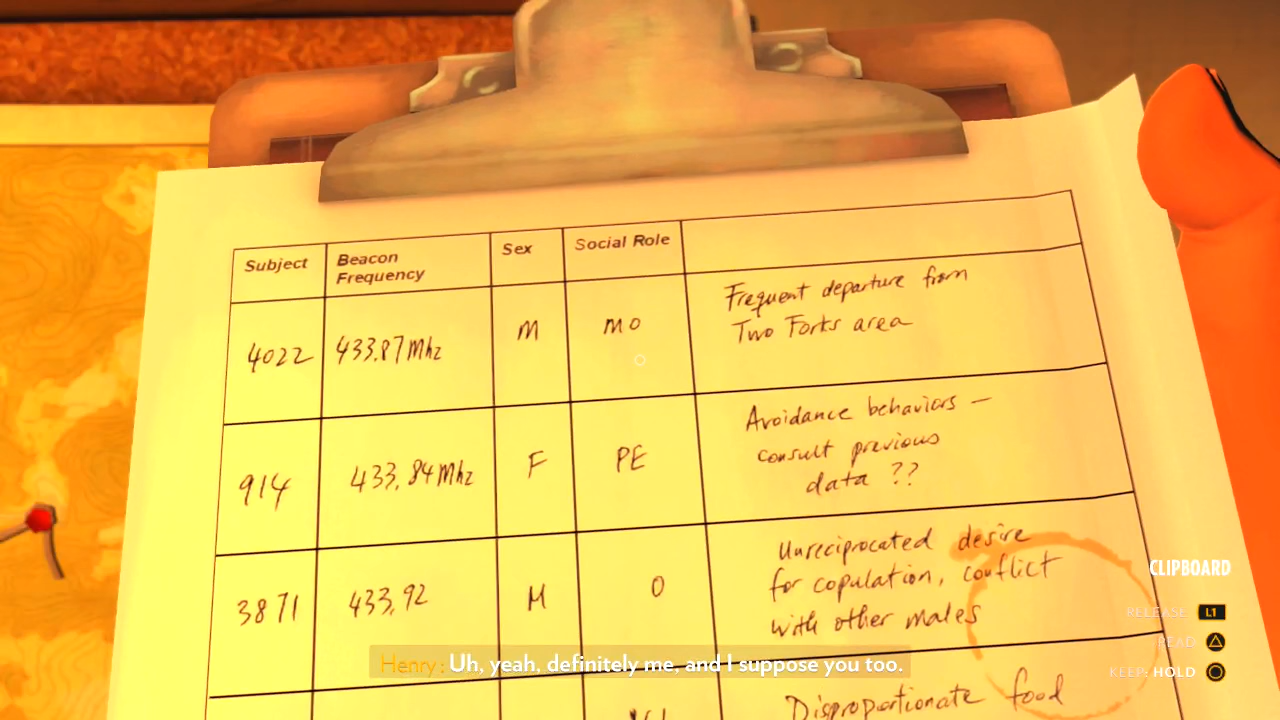 Subject
Beacon
Frequency
Sex
Social Role
4022
433.87Mhz
M
MO
Frequent departure from
Two Forks area
914
433.84Mhz
F
PE
Avoidance behaviors —
consult previous
data ??
3871
433.92
M
O
Unreciprocated desire
for copulation, conflict
with other males
Disproportionate food
CLIPBOARD
RELEASE L1
READ
KEEP: HOLD
Henry: Uh, yeah, definitely me, and I suppose you too.